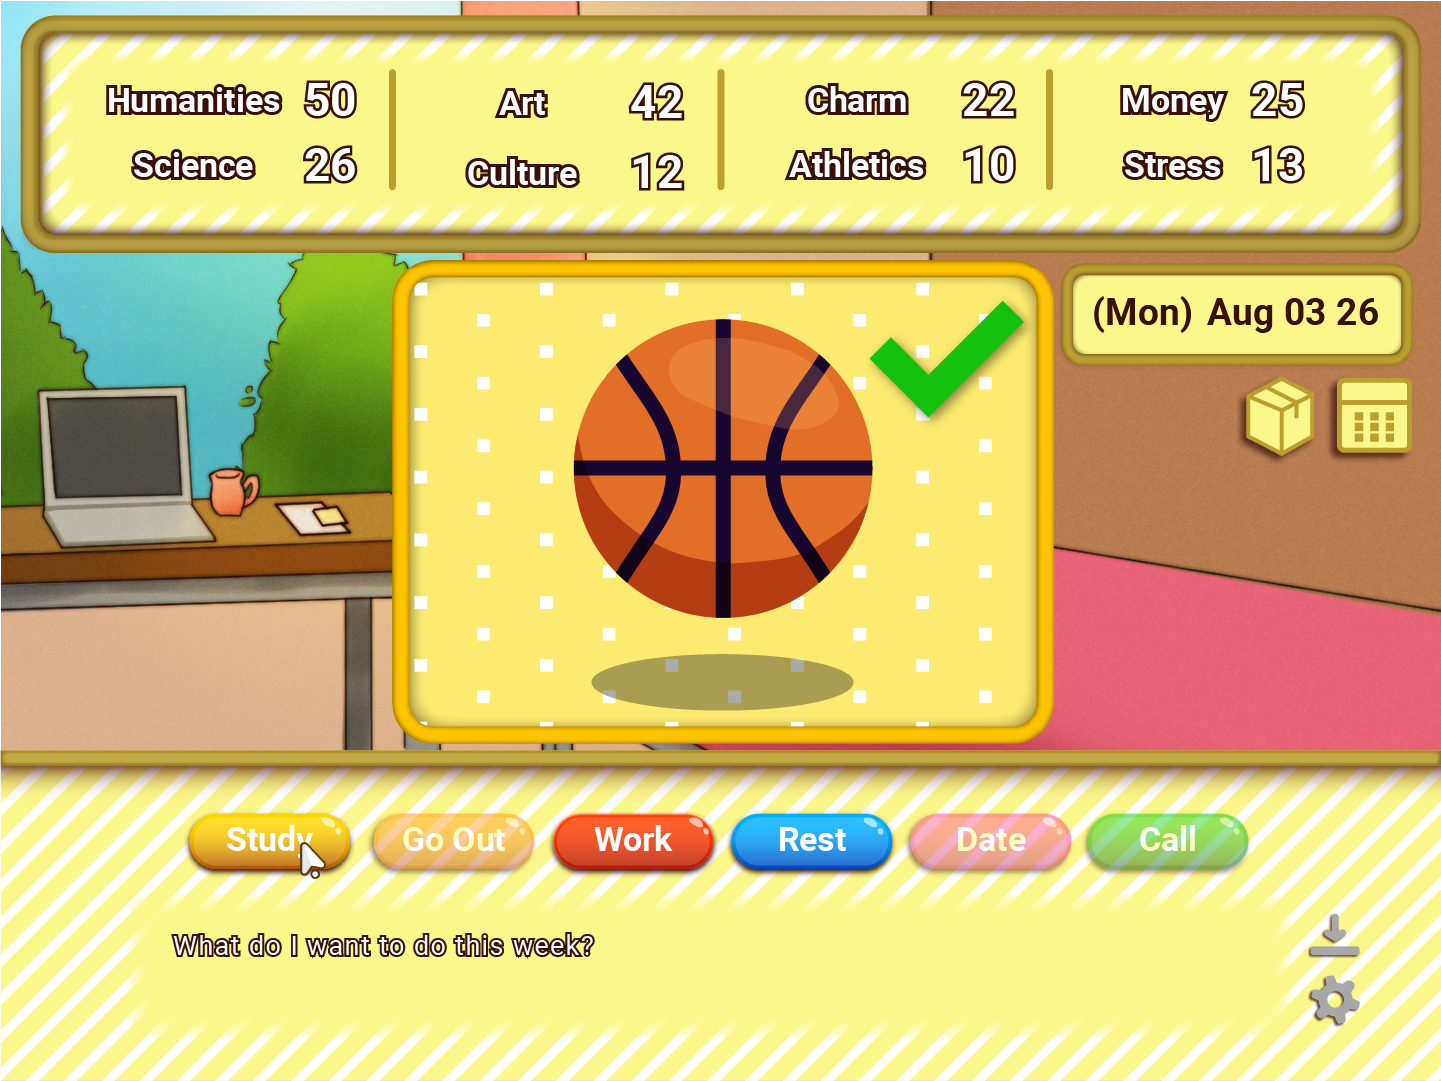 Humanities 50
Art 42
Charm 22
Money 25
Science 26
Culture 12
Athletics 10
Stress 13
(Mon) Aug 03 26
Study
Go Out
Work
Rest
Date
Call
What do I want to do this week?